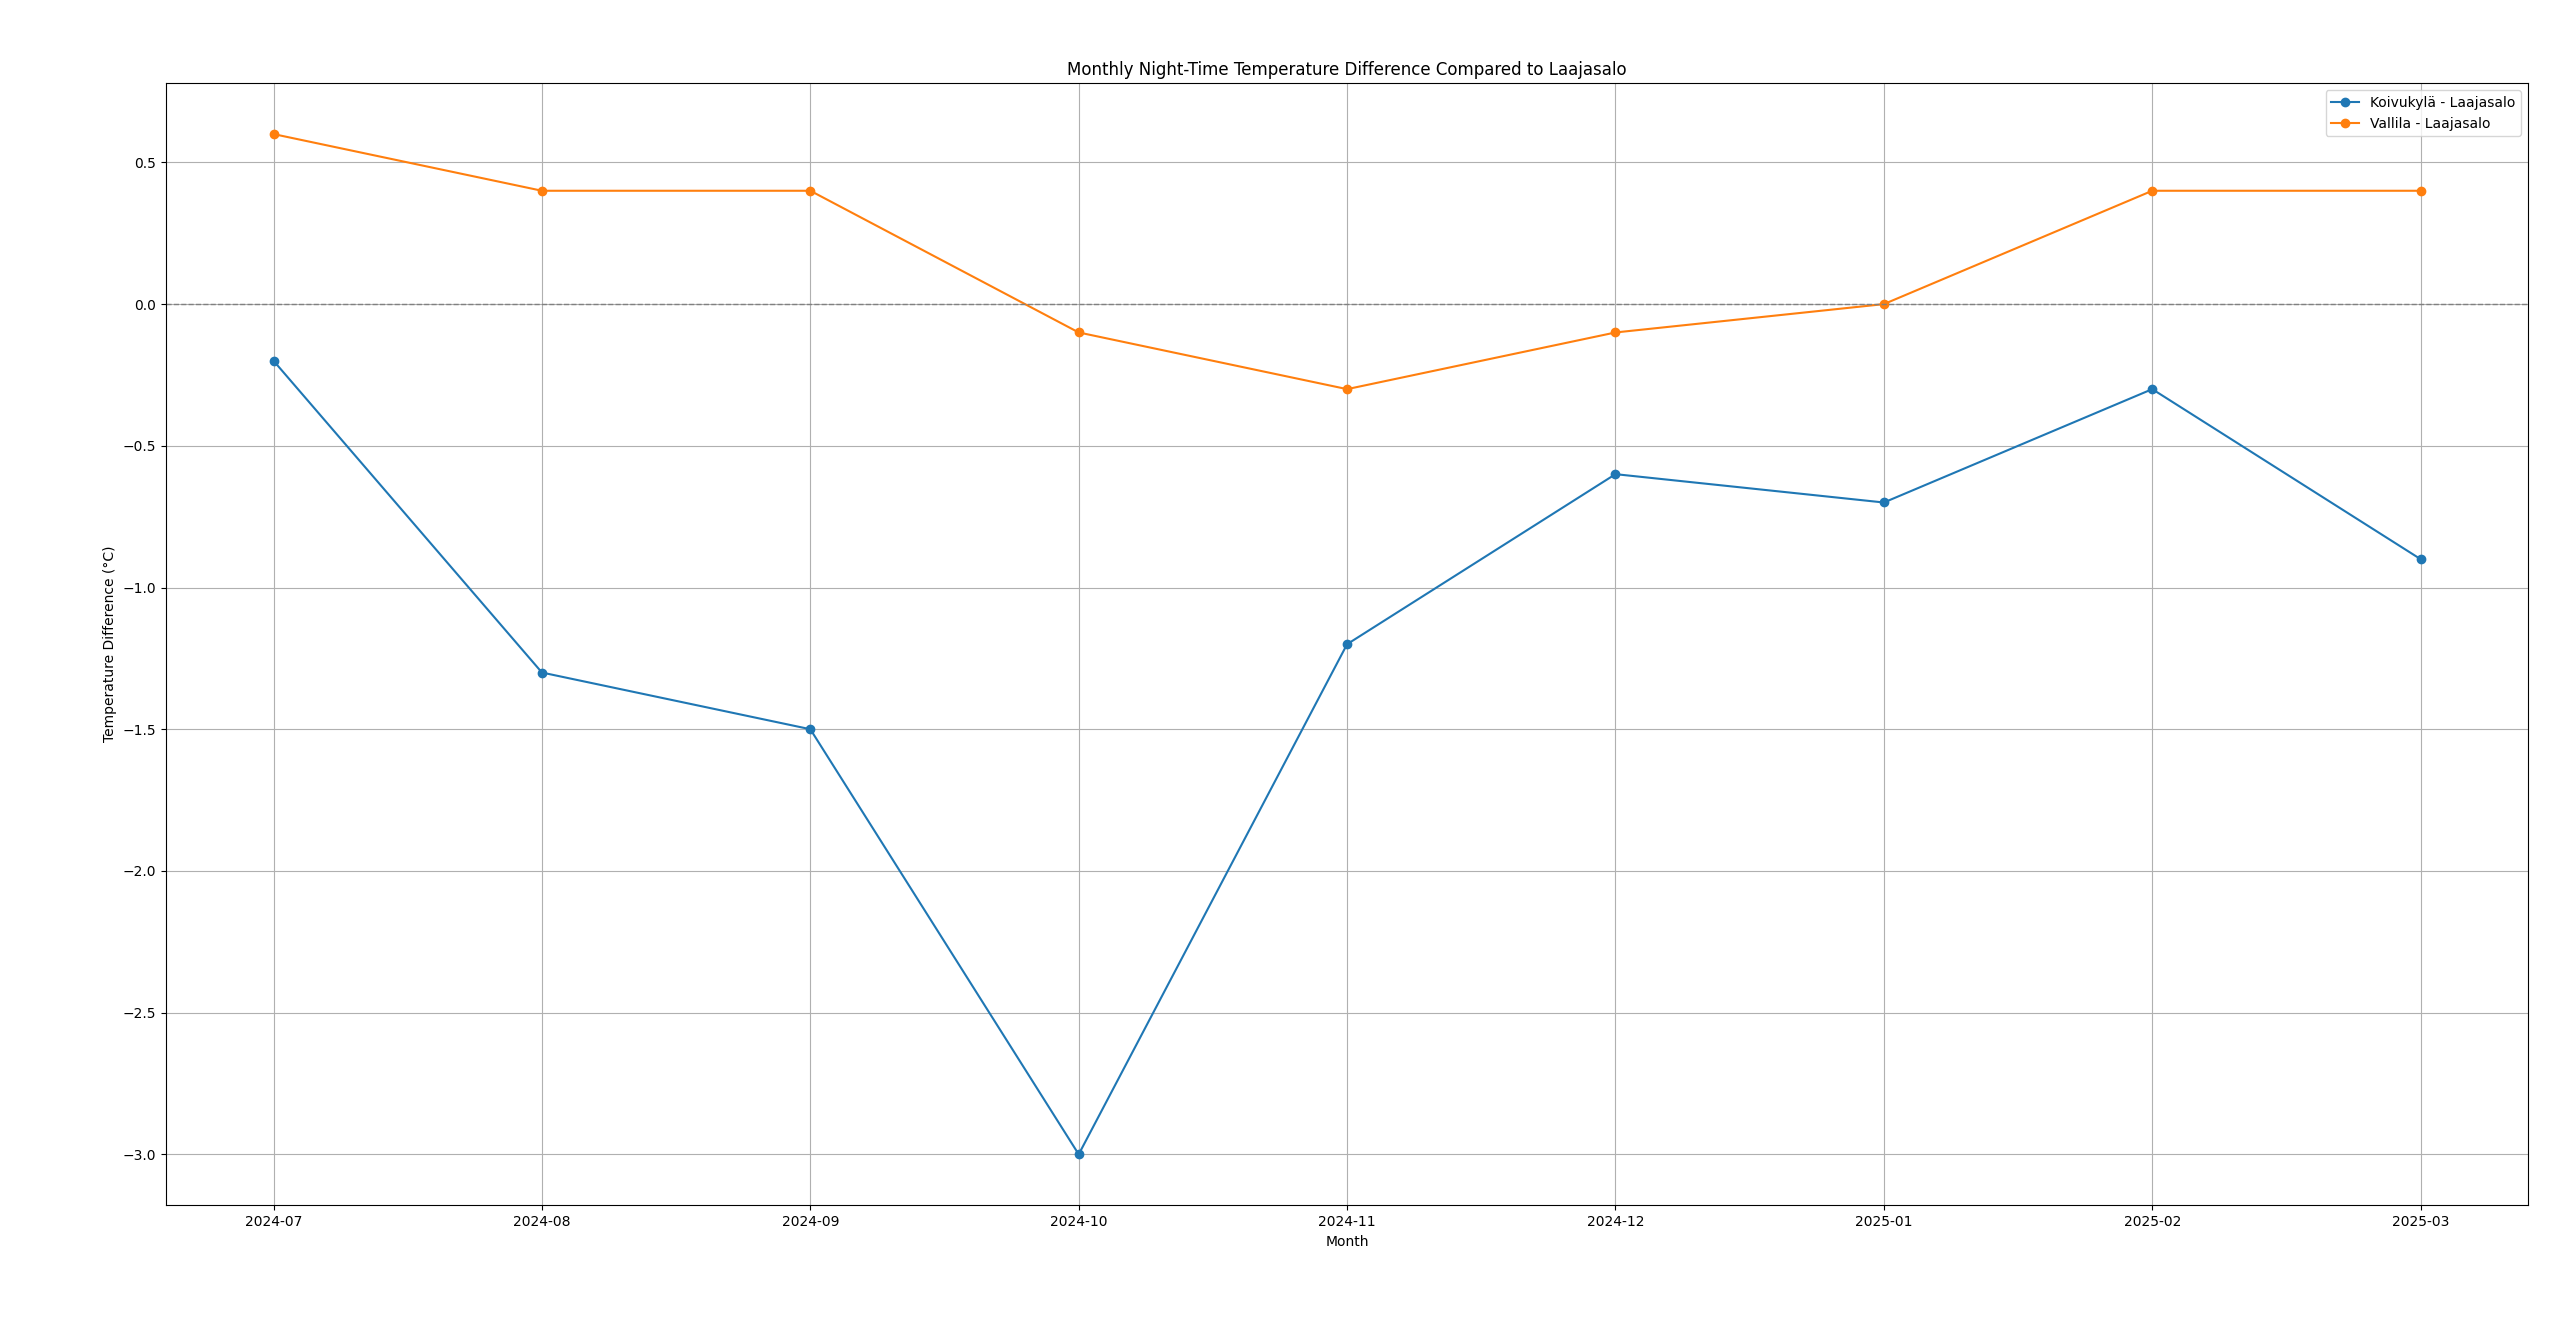 Monthly Night-Time Temperature Difference Compared to Laajasalo
Koivukylä - Laajasalo
Vallila - Laajasalo
Temperature Difference (°C)
0.5
0.0
−0.5
−1.0
−1.5
−2.0
−2.5
−3.0
2024-07 2024-08 2024-09 2024-10 2024-11 2024-12 2025-01 2025-02 2025-03
Month